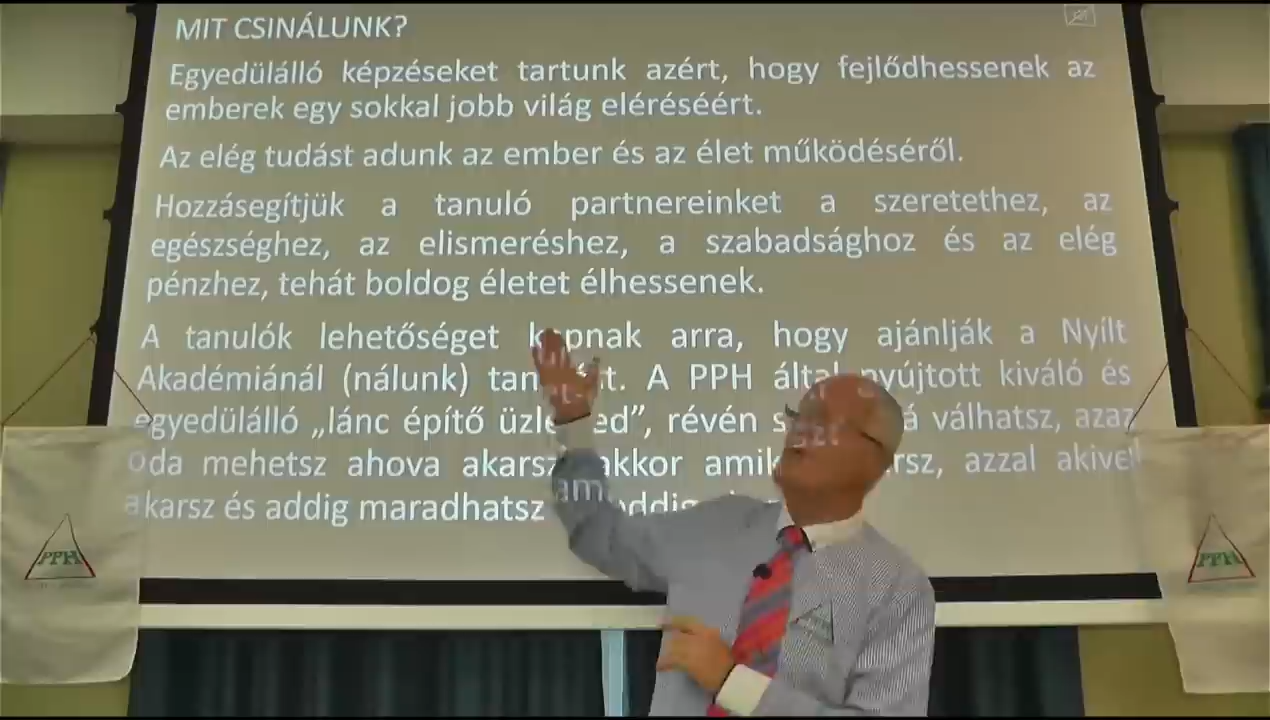 MIT CSINÁLUNK?
Egyedülálló képzéseket tartunk azért, hogy fejlődhessenek az
emberek egy sokkal jobb világ eléréséért.
Az elég tudást adunk az ember és az élet működéséről.
Hozzásegítjük a tanuló partnereinket a szeretethez, az
egészséghez, az elismeréshez, a szabadsághoz és az elég
pénzhez, tehát boldog életet élhessenek.
A tanulók lehetőséget kapnak arra, hogy ajánlják a Nyílt
Akadémiánál (nálunk) A PPH által nyújtott kiváló és
egyedülálló „lánc építő révén válhatsz, azaz
oda mehetsz ahova akarsz, akkor azzal akivel
akarsz és addig maradhatsz
PPH
PPH